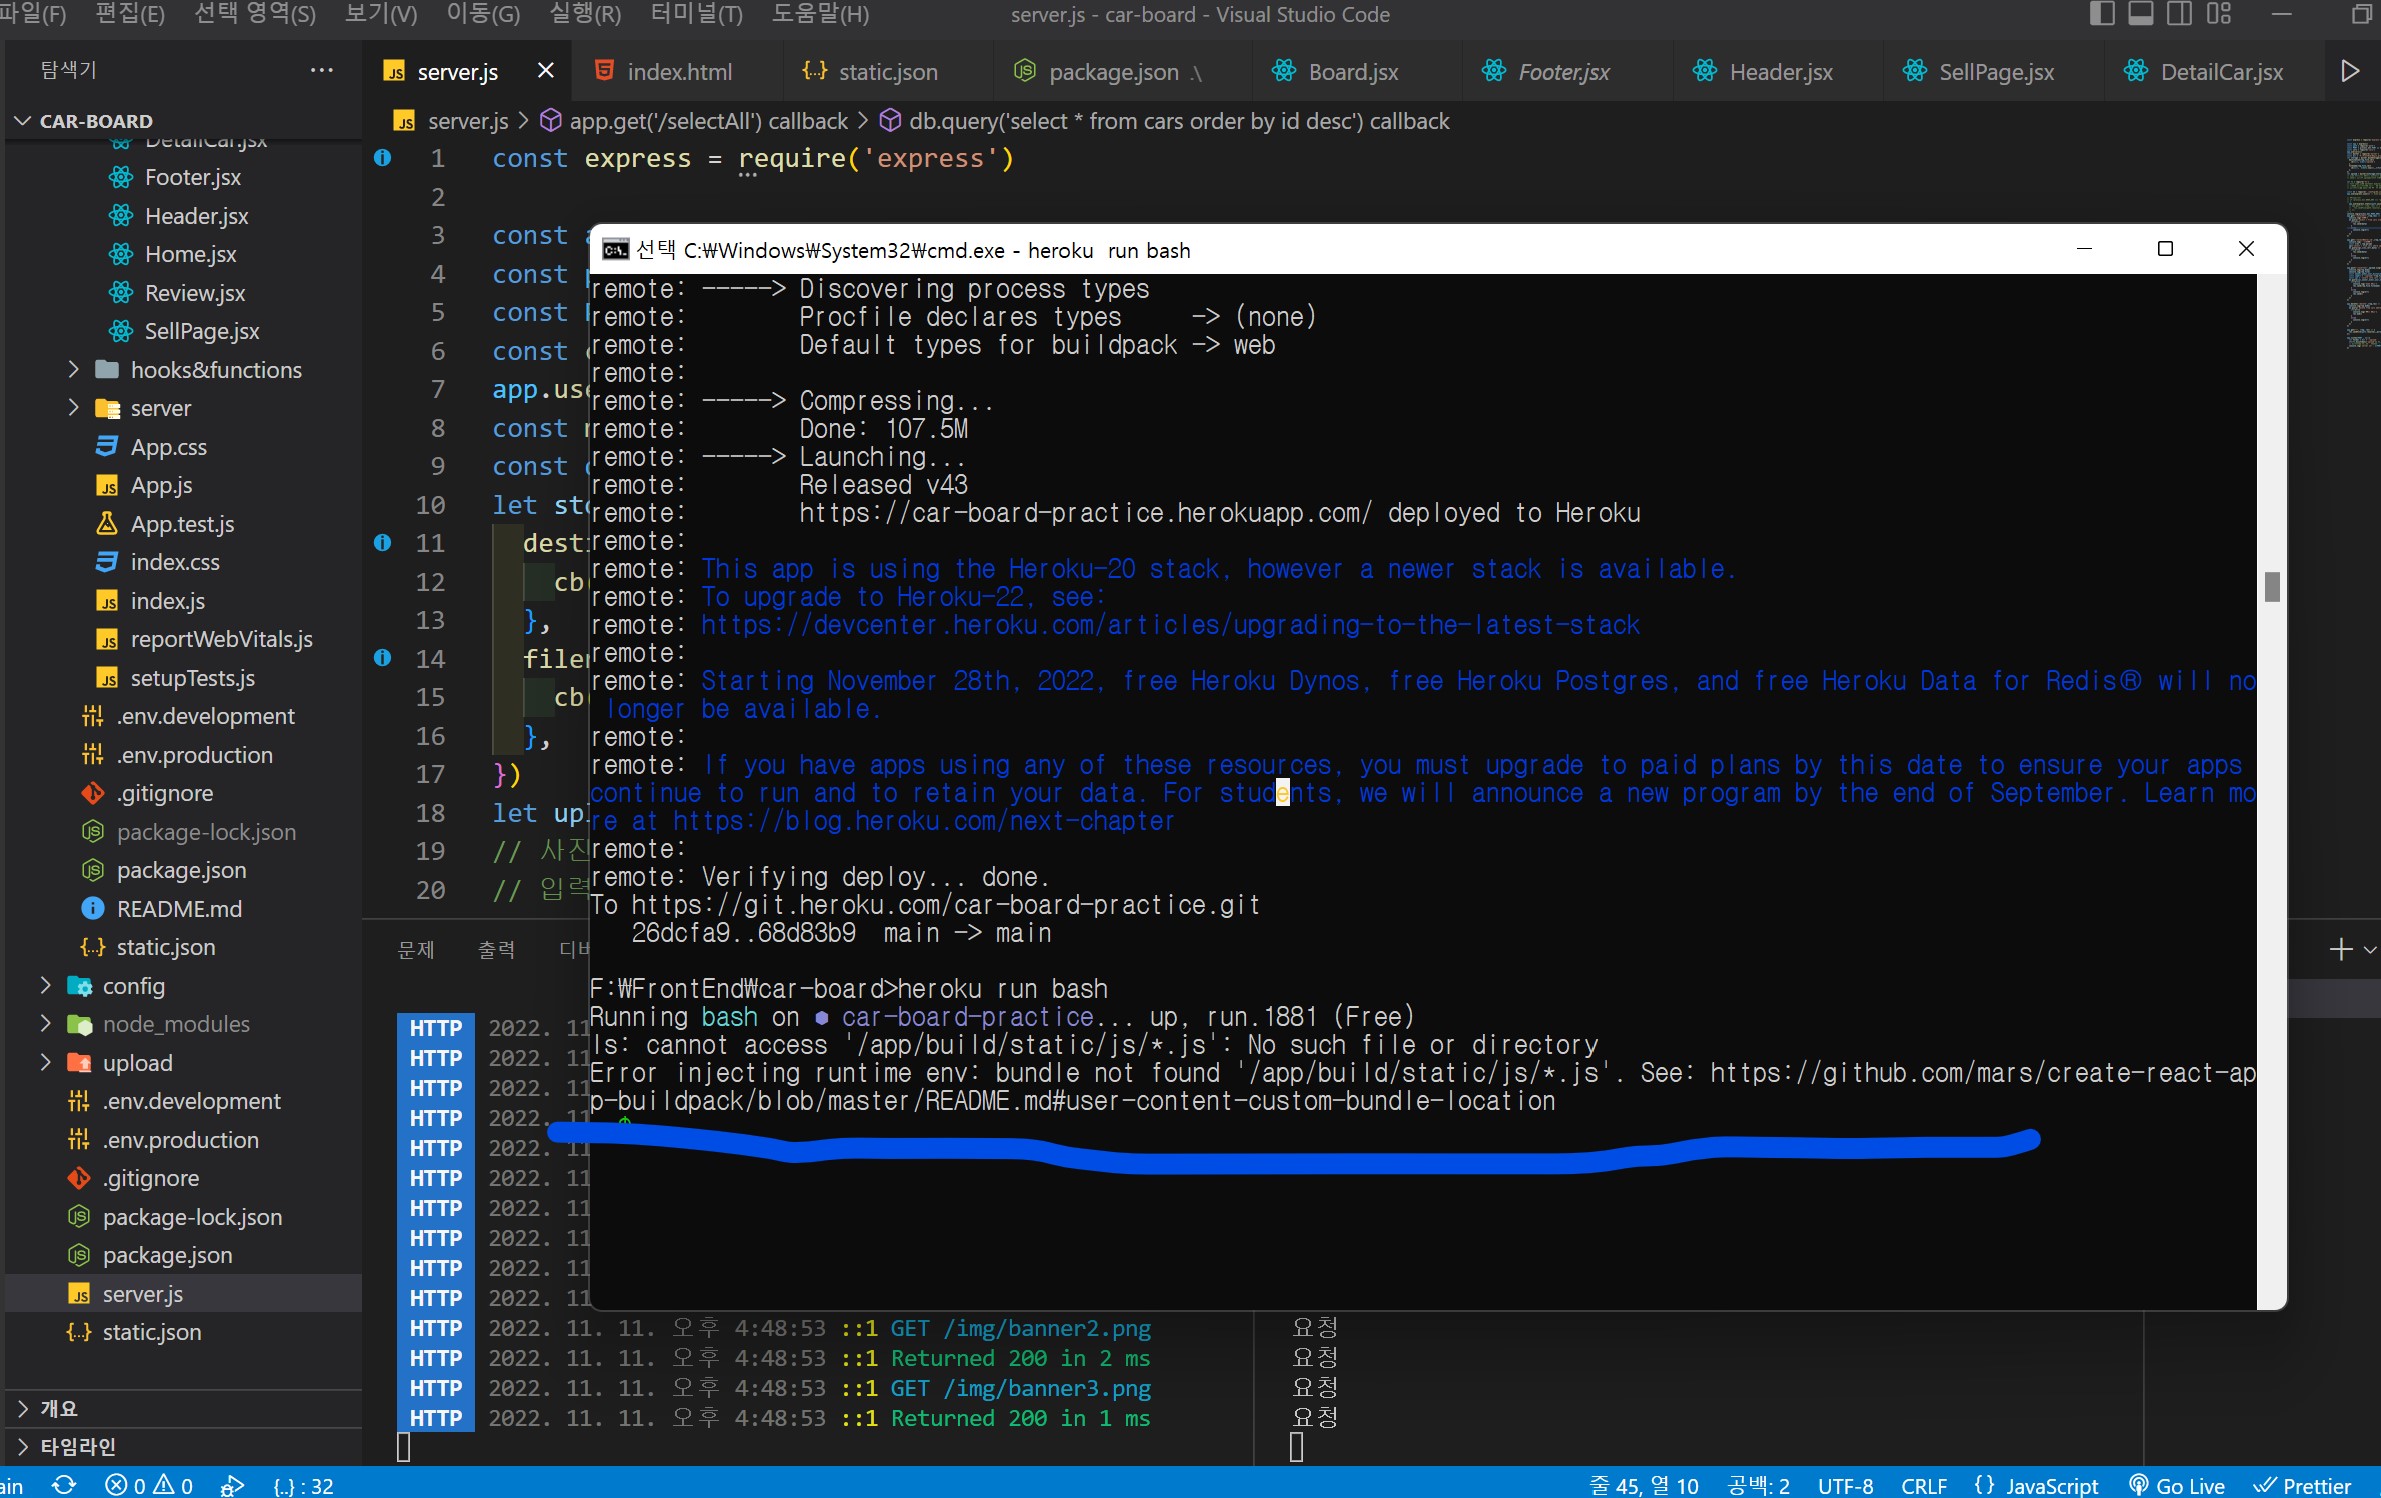 파일(F) 편집(E) 선택 영역(S) 보기(V) 이동(G) 실행(R) 터미널(T) 도움말(H) server.js - car-board - Visual Studio Code
탐색기
server.js index.html static.json package.json .\ Board.jsx Footer.jsx Header.jsx SellPage.jsx DetailCar.jsx
CAR-BOARD
server.js > app.get('/selectAll') callback > db.query('select * from cars order by id desc') callback
DetailCar.jsx
Footer.jsx
Header.jsx
Home.jsx
Review.jsx
SellPage.jsx
hooks&functions
server
App.css
App.js
App.test.js
index.css
index.js
reportWebVitals.js
setupTests.js
.env.development
.env.production
.gitignore
package-lock.json
package.json
README.md
static.json
config
node_modules
upload
.env.development
.env.production
.gitignore
package-lock.json
package.json
server.js
static.json
개요
타임라인
1 const express = require('express')
2
3 const
4 const
5 const
6 const
7 app.use
8 const
9 const
10 let sto
11 desti
12 cb(
13 },
14 filen
15 cb(
16 },
17 })
18 let upl
19 // 사진
20 // 입력
선택 C:\Windows\System32\cmd.exe - heroku  run bash
remote: -----> Discovering process types
remote:        Procfile declares types     -> (none)
remote:        Default types for buildpack -> web
remote:
remote: -----> Compressing...
remote:        Done: 107.5M
remote: -----> Launching...
remote:        Released v43
remote:        https://car-board-practice.herokuapp.com/ deployed to Heroku
remote:
remote: This app is using the Heroku-20 stack, however a newer stack is available.
remote: To upgrade to Heroku-22, see:
remote: https://devcenter.heroku.com/articles/upgrading-to-the-latest-stack
remote:
remote: Starting November 28th, 2022, free Heroku Dynos, free Heroku Postgres, and free Heroku Data for Redis® will no
longer be available.
remote:
remote: If you have apps using any of these resources, you must upgrade to paid plans by this date to ensure your apps
continue to run and to retain your data. For students, we will announce a new program by the end of September. Learn mo
re at https://blog.heroku.com/next-chapter
remote:
remote: Verifying deploy... done.
To https://git.heroku.com/car-board-practice.git
   26dcfa9..68d83b9  main -> main
F:\FrontEnd\car-board>heroku run bash
Running bash on ⬢ car-board-practice... up, run.1881 (Free)
ls: cannot access '/app/build/static/js/*.js': No such file or directory
Error injecting runtime env: bundle not found '/app/build/static/js/*.js'. See: https://github.com/mars/create-react-ap
p-buildpack/blob/master/README.md#user-content-custom-bundle-location
문제 출력 디버
HTTP 2022. 11
HTTP 2022. 11
HTTP 2022. 11
HTTP 2022. 11
HTTP 2022. 11
HTTP 2022. 11
HTTP 2022. 11
HTTP 2022. 11
HTTP 2022. 11
HTTP 2022. 11
HTTP 2022. 11. 11. 오후 4:48:53 ::1 GET /img/banner2.png 요청
HTTP 2022. 11. 11. 오후 4:48:53 ::1 Returned 200 in 2 ms 요청
HTTP 2022. 11. 11. 오후 4:48:53 ::1 GET /img/banner3.png 요청
HTTP 2022. 11. 11. 오후 4:48:53 ::1 Returned 200 in 1 ms 요청
ain 0 0 {..} : 32 줄 45, 열 10 공백: 2 UTF-8 CRLF {} JavaScript Go Live Prettier